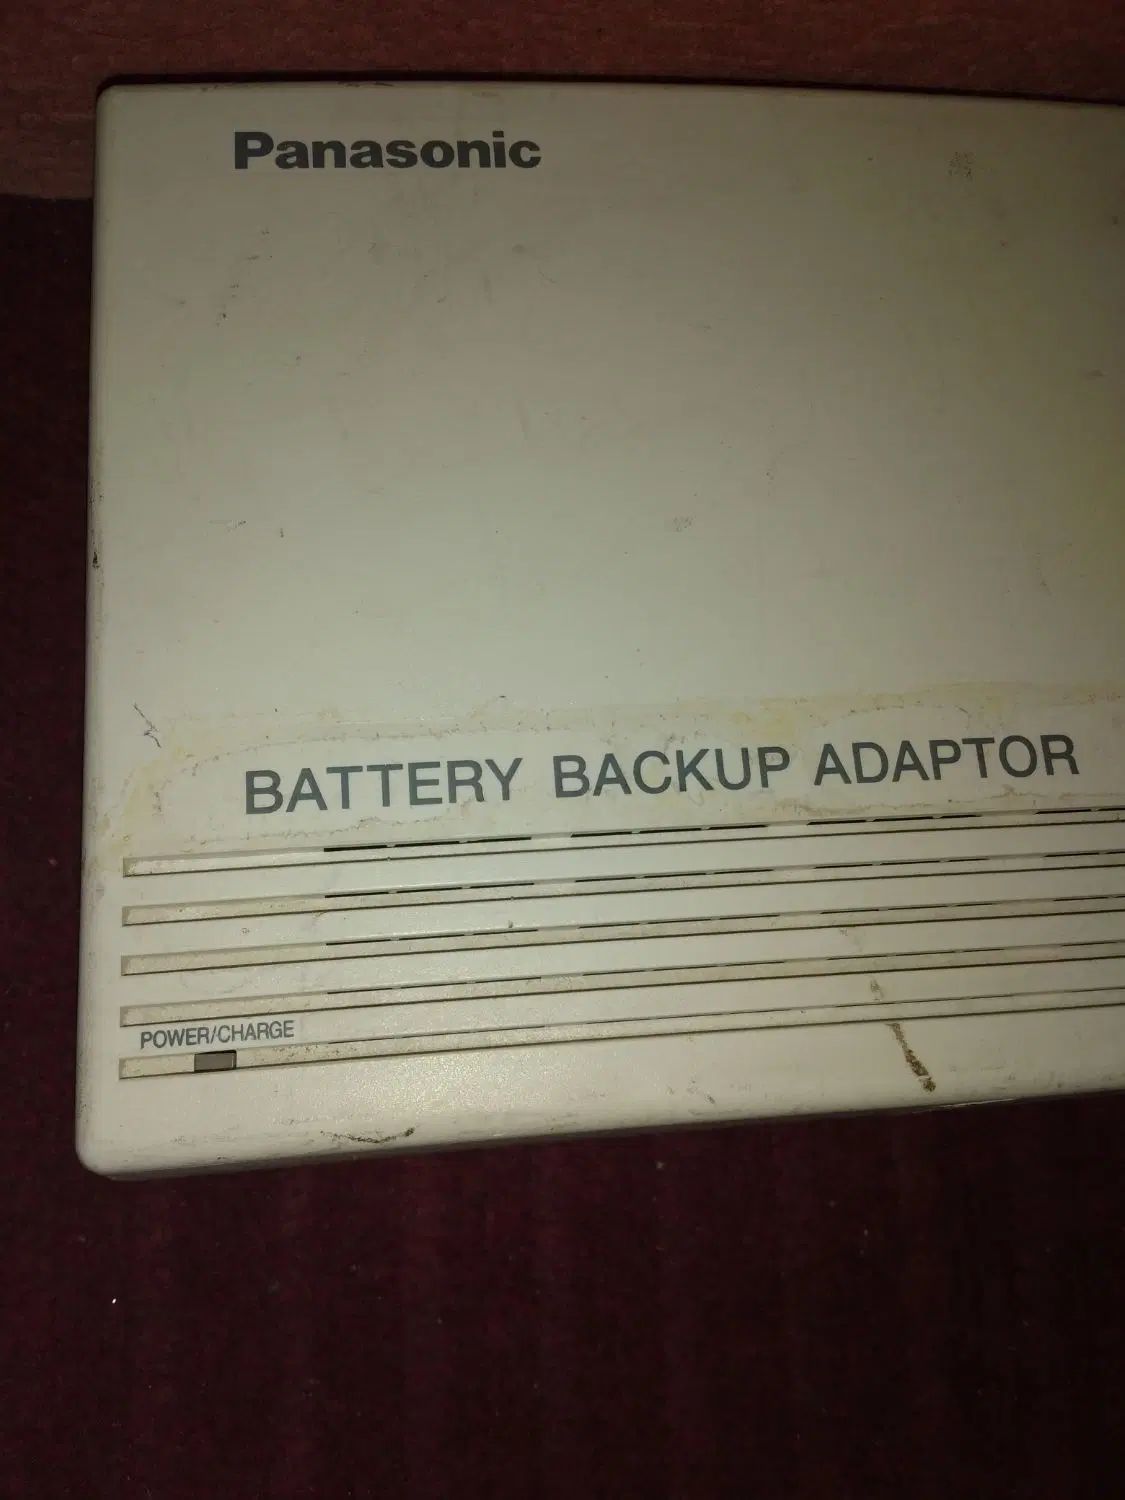 Panasonic
BATTERY BACKUP ADAPTOR
POWER/CHARGE